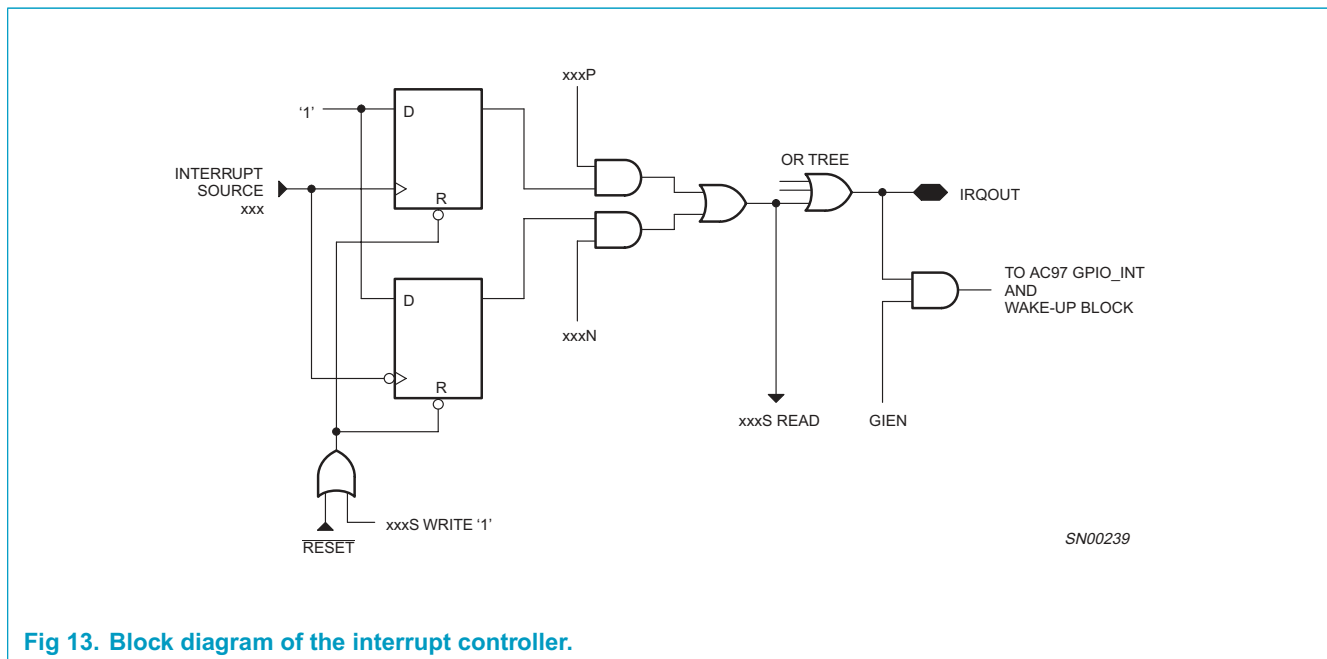 xxxP
‘1’
D
OR TREE
INTERRUPT
SOURCE
xxx
R
IRQOUT
TO AC97 GPIO_INT
AND
WAKE-UP BLOCK
D
xxxN
R
xxxS READ
GIEN
xxxS WRITE ‘1’
RESET
SN00239
Fig 13. Block diagram of the interrupt controller.